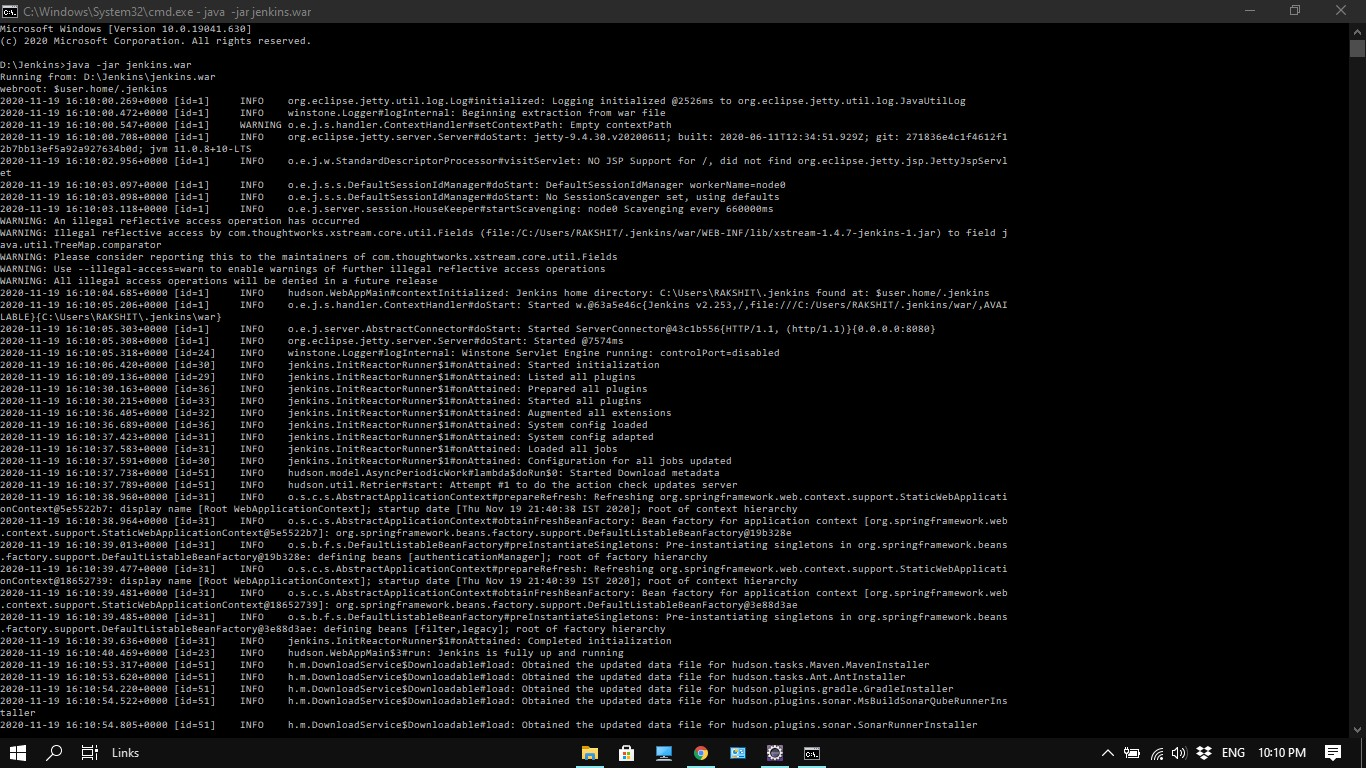 C:\Windows\System32\cmd.exe - java  -jar jenkins.war
Microsoft Windows [Version 10.0.19041.630]
(c) 2020 Microsoft Corporation. All rights reserved.
D:\Jenkins>java -jar jenkins.war
Running from: D:\Jenkins\jenkins.war
webroot: $user.home/.jenkins
2020-11-19 16:10:00.269+0000 [id=1]     INFO    org.eclipse.jetty.util.log.Log#initialized: Logging initialized @2526ms to org.eclipse.jetty.util.log.JavaUtilLog
2020-11-19 16:10:00.472+0000 [id=1]     INFO    winstone.Logger#logInternal: Beginning extraction from war file
2020-11-19 16:10:00.547+0000 [id=1]     WARNING o.e.j.s.handler.ContextHandler#setContextPath: Empty contextPath
2020-11-19 16:10:00.708+0000 [id=1]     INFO    org.eclipse.jetty.server.Server#doStart: jetty-9.4.30.v20200611; built: 2020-06-11T12:34:51.929Z; git: 271836e4c1f4612f1
2b7bb13ef5a92a927634b0d; jvm 11.0.8+10-LTS
2020-11-19 16:10:02.956+0000 [id=1]     INFO    o.e.j.w.StandardDescriptorProcessor#visitServlet: NO JSP Support for /, did not find org.eclipse.jetty.jsp.JettyJspServl
et
2020-11-19 16:10:03.097+0000 [id=1]     INFO    o.e.j.s.s.DefaultSessionIdManager#doStart: DefaultSessionIdManager workerName=node0
2020-11-19 16:10:03.098+0000 [id=1]     INFO    o.e.j.s.s.DefaultSessionIdManager#doStart: No SessionScavenger set, using defaults
2020-11-19 16:10:03.118+0000 [id=1]     INFO    o.e.j.server.session.HouseKeeper#startScavenging: node0 Scavenging every 660000ms
WARNING: An illegal reflective access operation has occurred
WARNING: Illegal reflective access by com.thoughtworks.xstream.core.util.Fields (file:/C:/Users/RAKSHIT/.jenkins/war/WEB-INF/lib/xstream-1.4.7-jenkins-1.jar) to field j
ava.util.TreeMap.comparator
WARNING: Please consider reporting this to the maintainers of com.thoughtworks.xstream.core.util.Fields
WARNING: Use --illegal-access=warn to enable warnings of further illegal reflective access operations
WARNING: All illegal access operations will be denied in a future release
2020-11-19 16:10:04.685+0000 [id=1]     INFO    hudson.WebAppMain#contextInitialized: Jenkins home directory: C:\Users\RAKSHIT\.jenkins found at: $user.home/.jenkins
2020-11-19 16:10:05.206+0000 [id=1]     INFO    o.e.j.s.handler.ContextHandler#doStart: Started w.@63a5e46c{Jenkins v2.253,/,file:///C:/Users/RAKSHIT/.jenkins/war/,AVAI
LABLE}{C:\Users\RAKSHIT\.jenkins\war}
2020-11-19 16:10:05.303+0000 [id=1]     INFO    o.e.j.server.AbstractConnector#doStart: Started ServerConnector@43c1b556{HTTP/1.1, (http/1.1)}{0.0.0.0:8080}
2020-11-19 16:10:05.308+0000 [id=1]     INFO    org.eclipse.jetty.server.Server#doStart: Started @7574ms
2020-11-19 16:10:05.318+0000 [id=24]    INFO    winstone.Logger#logInternal: Winstone Servlet Engine running: controlPort=disabled
2020-11-19 16:10:06.420+0000 [id=30]    INFO    jenkins.InitReactorRunner$1#onAttained: Started initialization
2020-11-19 16:10:09.136+0000 [id=29]    INFO    jenkins.InitReactorRunner$1#onAttained: Listed all plugins
2020-11-19 16:10:30.163+0000 [id=36]    INFO    jenkins.InitReactorRunner$1#onAttained: Prepared all plugins
2020-11-19 16:10:30.215+0000 [id=33]    INFO    jenkins.InitReactorRunner$1#onAttained: Started all plugins
2020-11-19 16:10:36.405+0000 [id=32]    INFO    jenkins.InitReactorRunner$1#onAttained: Augmented all extensions
2020-11-19 16:10:36.689+0000 [id=36]    INFO    jenkins.InitReactorRunner$1#onAttained: System config loaded
2020-11-19 16:10:37.423+0000 [id=31]    INFO    jenkins.InitReactorRunner$1#onAttained: System config adapted
2020-11-19 16:10:37.583+0000 [id=31]    INFO    jenkins.InitReactorRunner$1#onAttained: Loaded all jobs
2020-11-19 16:10:37.591+0000 [id=30]    INFO    jenkins.InitReactorRunner$1#onAttained: Configuration for all jobs updated
2020-11-19 16:10:37.738+0000 [id=51]    INFO    hudson.model.AsyncPeriodicWork#lambda$doRun$0: Started Download metadata
2020-11-19 16:10:37.789+0000 [id=51]    INFO    hudson.util.Retrier#start: Attempt #1 to do the action check updates server
2020-11-19 16:10:38.960+0000 [id=31]    INFO    o.s.c.s.AbstractApplicationContext#prepareRefresh: Refreshing org.springframework.web.context.support.StaticWebApplicati
onContext@5e5522b7: display name [Root WebApplicationContext]; startup date [Thu Nov 19 21:40:38 IST 2020]; root of context hierarchy
2020-11-19 16:10:38.964+0000 [id=31]    INFO    o.s.c.s.AbstractApplicationContext#obtainFreshBeanFactory: Bean factory for application context [org.springframework.web
.context.support.StaticWebApplicationContext@5e5522b7]: org.springframework.beans.factory.support.DefaultListableBeanFactory@19b328e
2020-11-19 16:10:39.013+0000 [id=31]    INFO    o.s.b.f.s.DefaultListableBeanFactory#preInstantiateSingletons: Pre-instantiating singletons in org.springframework.beans
.factory.support.DefaultListableBeanFactory@19b328e: defining beans [authenticationManager]; root of factory hierarchy
2020-11-19 16:10:39.477+0000 [id=31]    INFO    o.s.c.s.AbstractApplicationContext#prepareRefresh: Refreshing org.springframework.web.context.support.StaticWebApplicati
onContext@18652739: display name [Root WebApplicationContext]; startup date [Thu Nov 19 21:40:39 IST 2020]; root of context hierarchy
2020-11-19 16:10:39.481+0000 [id=31]    INFO    o.s.c.s.AbstractApplicationContext#obtainFreshBeanFactory: Bean factory for application context [org.springframework.web
.context.support.StaticWebApplicationContext@18652739]: org.springframework.beans.factory.support.DefaultListableBeanFactory@3e88d3ae
2020-11-19 16:10:39.485+0000 [id=31]    INFO    o.s.b.f.s.DefaultListableBeanFactory#preInstantiateSingletons: Pre-instantiating singletons in org.springframework.beans
.factory.support.DefaultListableBeanFactory@3e88d3ae: defining beans [filter,legacy]; root of factory hierarchy
2020-11-19 16:10:39.636+0000 [id=31]    INFO    jenkins.InitReactorRunner$1#onAttained: Completed initialization
2020-11-19 16:10:40.469+0000 [id=23]    INFO    hudson.WebAppMain$3#run: Jenkins is fully up and running
2020-11-19 16:10:53.317+0000 [id=51]    INFO    h.m.DownloadService$Downloadable#load: Obtained the updated data file for hudson.tasks.Maven.MavenInstaller
2020-11-19 16:10:53.620+0000 [id=51]    INFO    h.m.DownloadService$Downloadable#load: Obtained the updated data file for hudson.tasks.Ant.AntInstaller
2020-11-19 16:10:54.220+0000 [id=51]    INFO    h.m.DownloadService$Downloadable#load: Obtained the updated data file for hudson.plugins.gradle.GradleInstaller
2020-11-19 16:10:54.522+0000 [id=51]    INFO    h.m.DownloadService$Downloadable#load: Obtained the updated data file for hudson.plugins.sonar.MsBuildSonarQubeRunnerIns
taller
2020-11-19 16:10:54.805+0000 [id=51]    INFO    h.m.DownloadService$Downloadable#load: Obtained the updated data file for hudson.plugins.sonar.SonarRunnerInstaller
Links
ENG
10:10 PM